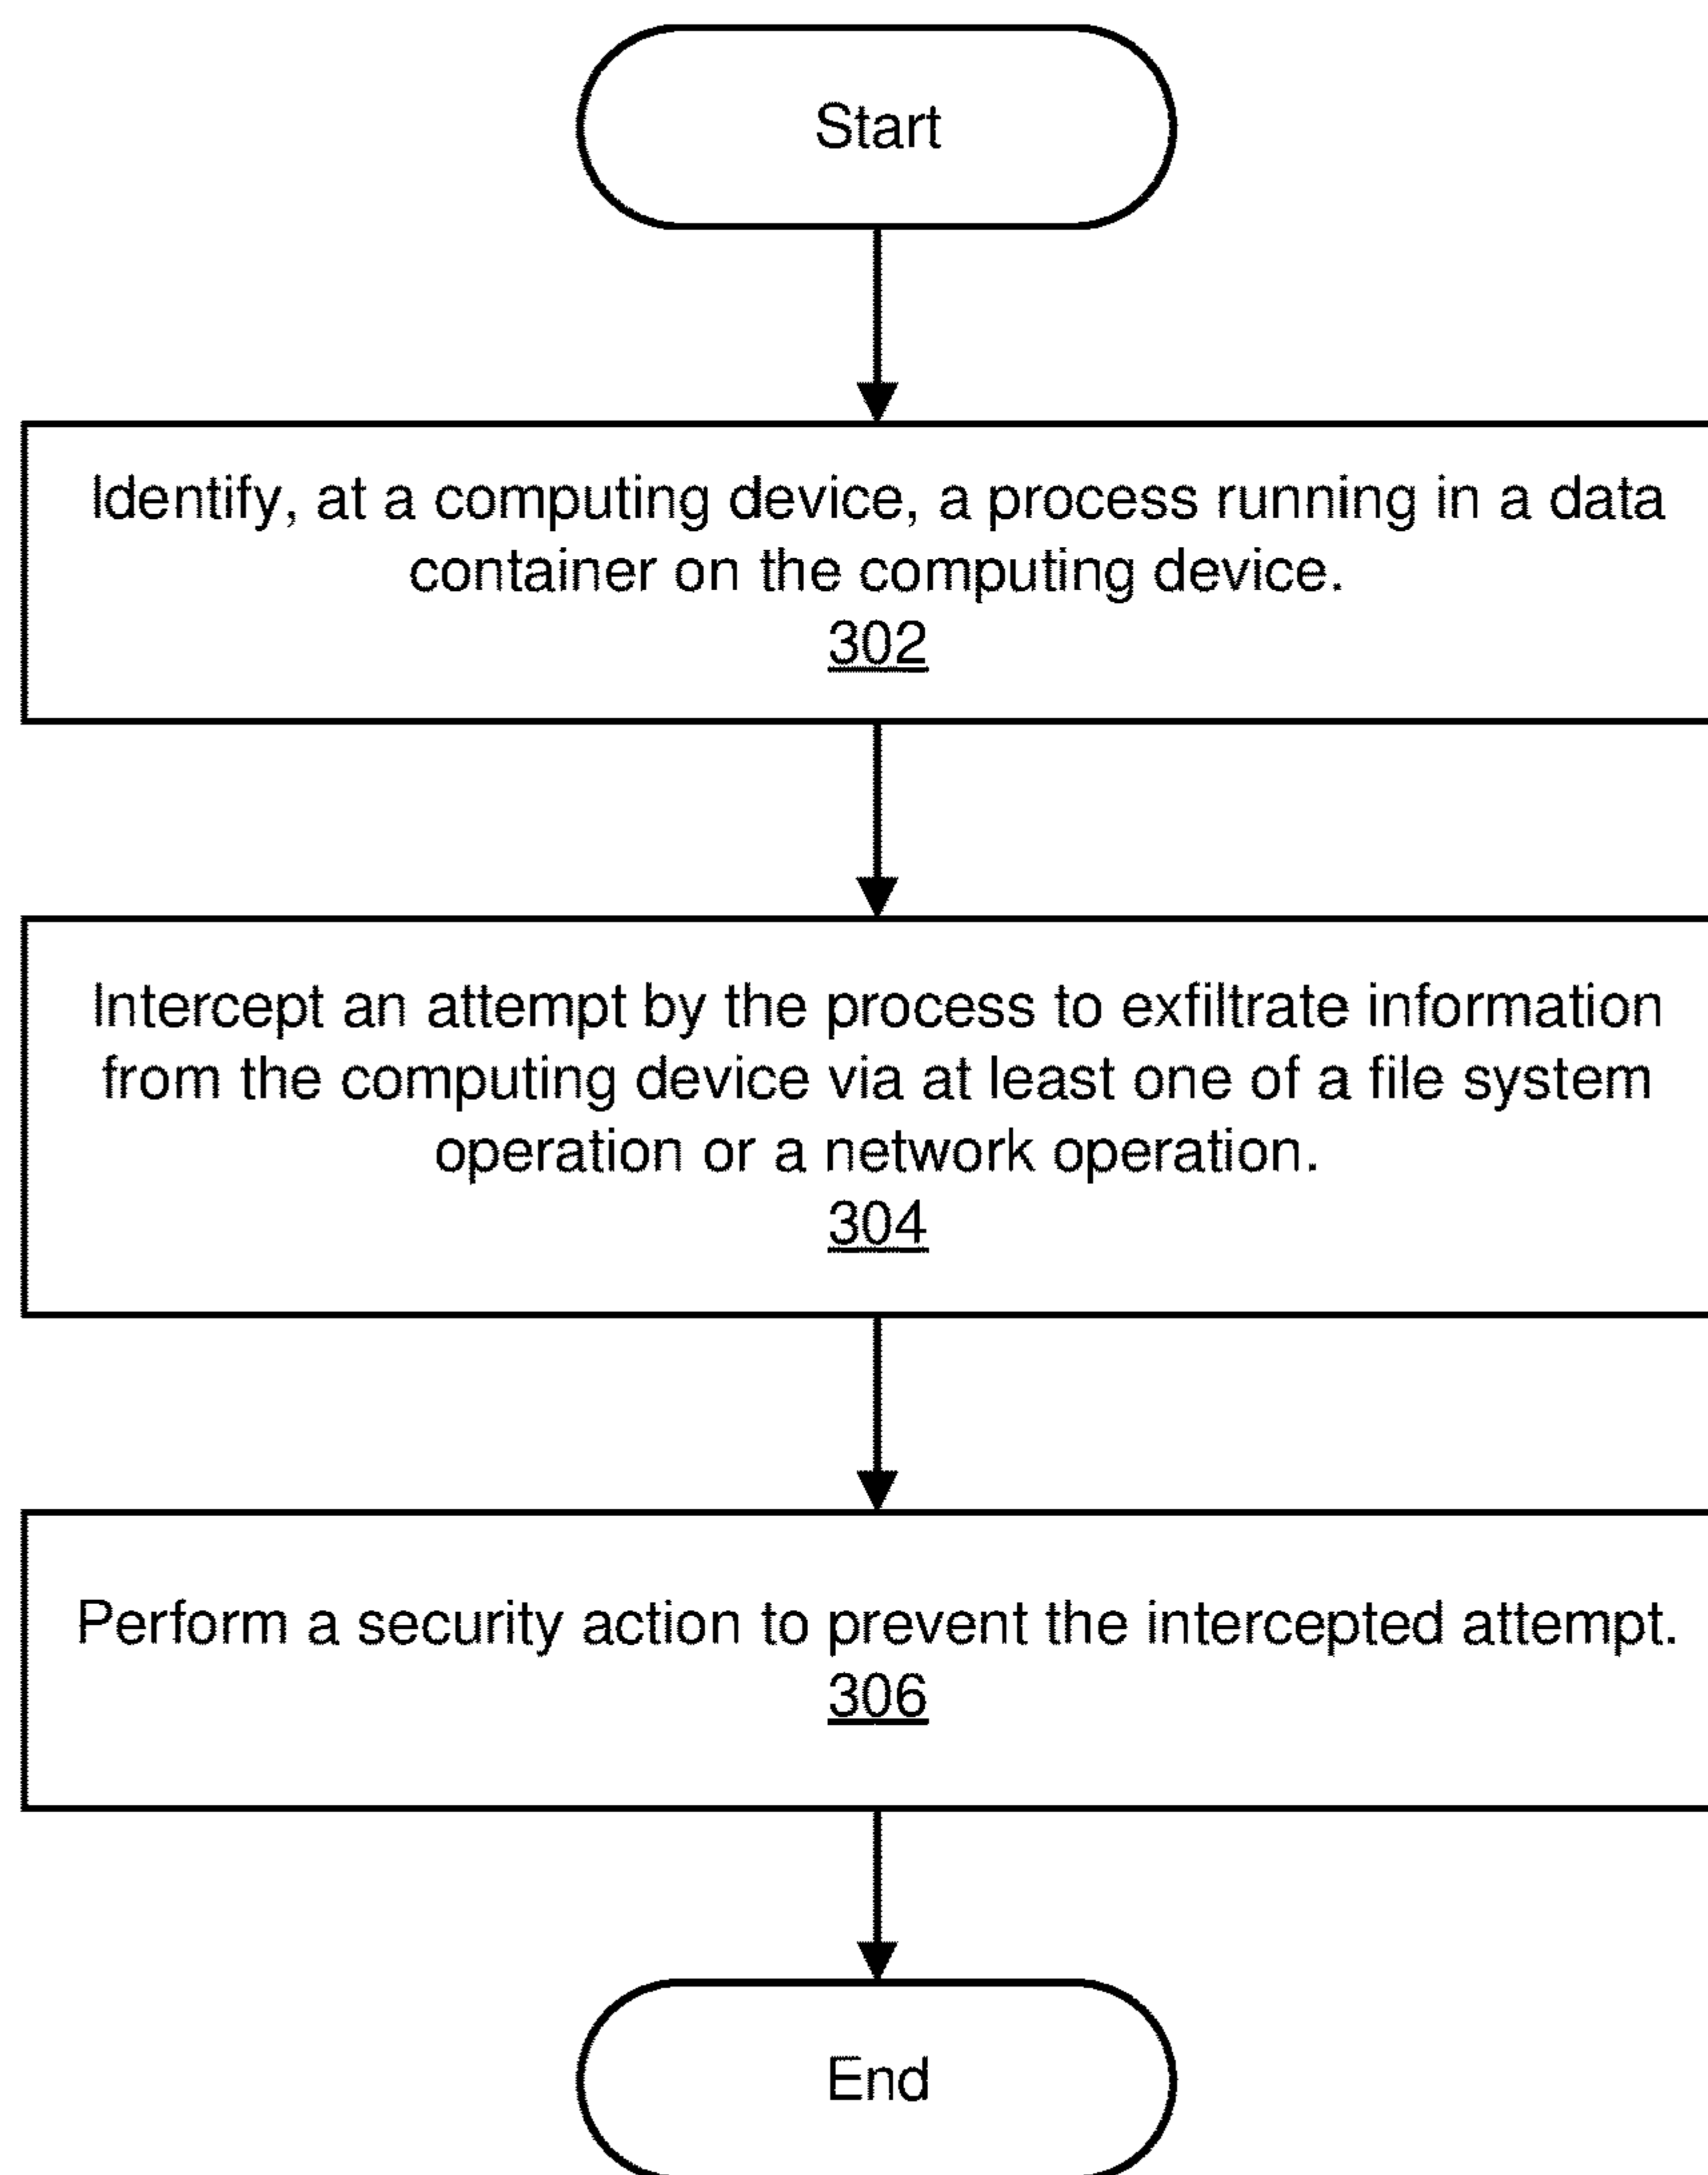 Start
Identify, at a computing device, a process running in a data
container on the computing device.
302
Intercept an attempt by the process to exfiltrate information
from the computing device via at least one of a file system
operation or a network operation.
304
Perform a security action to prevent the intercepted attempt.
306
End